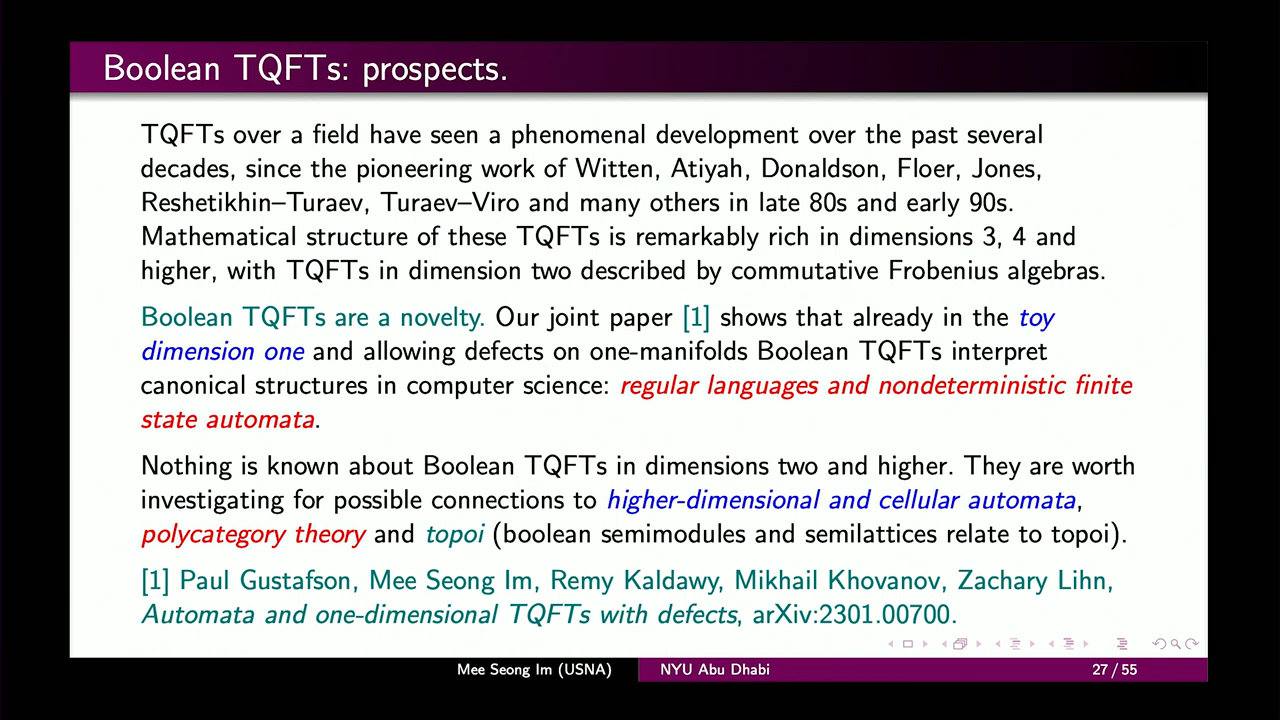 Boolean TQFTs: prospects.
TQFTs over a field have seen a phenomenal development over the past several
decades, since the pioneering work of Witten, Atiyah, Donaldson, Floer, Jones,
Reshetikhin–Turaev, Turaev–Viro and many others in late 80s and early 90s.
Mathematical structure of these TQFTs is remarkably rich in dimensions 3, 4 and
higher, with TQFTs in dimension two described by commutative Frobenius algebras.
Boolean TQFTs are a novelty. Our joint paper [1] shows that already in the toy
dimension one and allowing defects on one-manifolds Boolean TQFTs interpret
canonical structures in computer science: regular languages and nondeterministic finite
state automata.
Nothing is known about Boolean TQFTs in dimensions two and higher. They are worth
investigating for possible connections to higher-dimensional and cellular automata,
polycategory theory and topoi (boolean semimodules and semilattices relate to topoi).
[1] Paul Gustafson, Mee Seong Im, Remy Kaldawy, Mikhail Khovanov, Zachary Lihn,
Automata and one-dimensional TQFTs with defects, arXiv:2301.00700.
Mee Seong Im (USNA) NYU Abu Dhabi 27 / 55